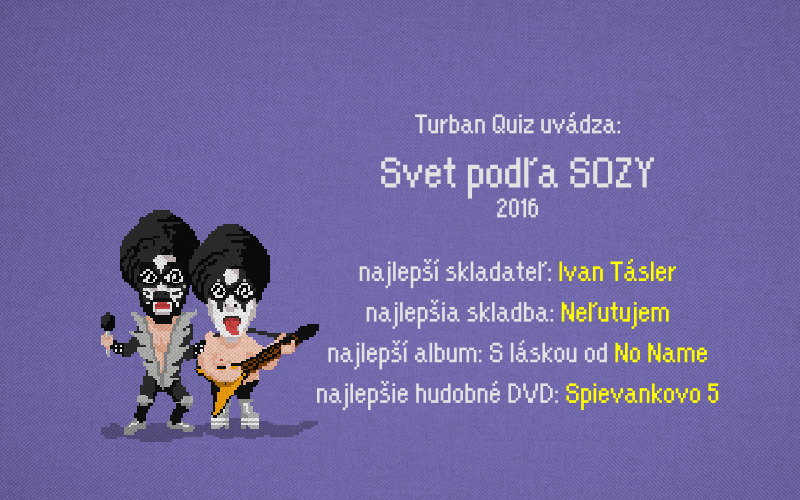 Turban Quiz uvádza:
Svet podľa SOZY
2016
najlepší skladateľ: Ivan Tásler
najlepšia skladba: Neľutujem
najlepší album: S láskou od No Name
najlepšie hudobné DVD: Spievankovo 5